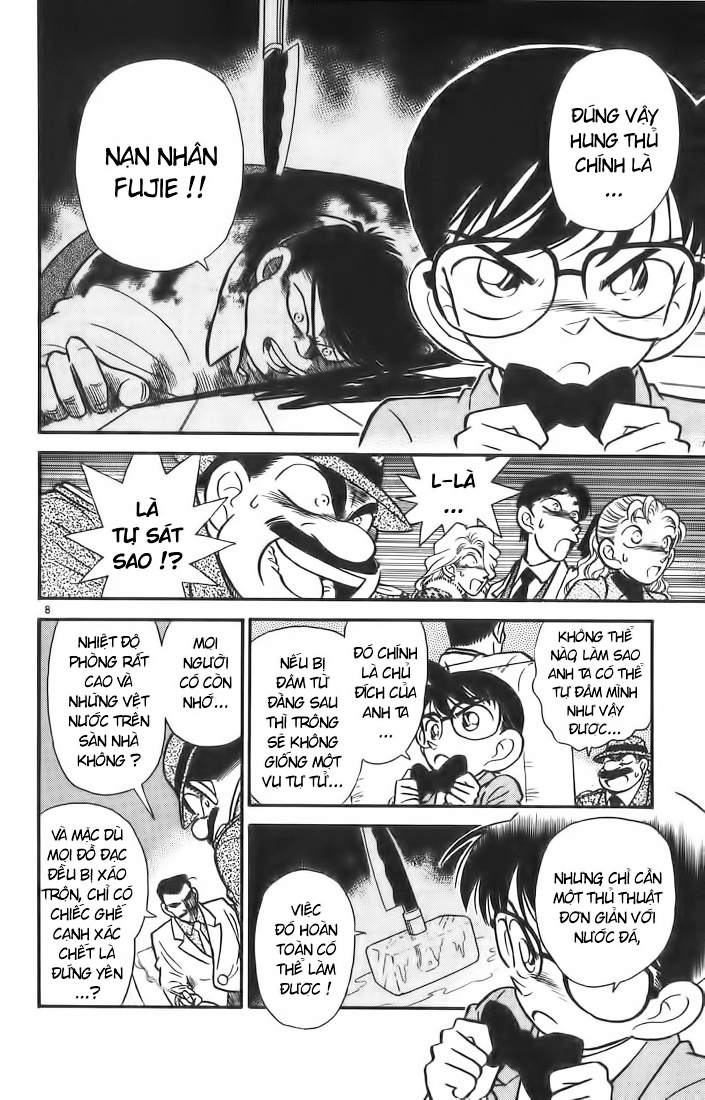 ĐÚNG VẬY
HUNG THỦ
CHÍNH LÀ
...
NẠN NHÂN
FUJIE !!
L-LÀ
...
LÀ
TỰ SÁT
SAO !?
8
KHÔNG THỂ
NÀO, LÀM SAO
ANH TA CÓ THỂ
TỰ ĐÂM MÌNH
NHƯ VẬY
ĐƯỢC...
ĐÓ CHÍNH
LÀ CHỦ
ĐÍCH CỦA
ANH TA
...
NẾU BỊ
ĐÂM TỪ
ĐẰNG SAU
THÌ TRÔNG
SẼ KHÔNG
GIỐNG MỘT
VỤ TỰ TỬ...
NHƯNG CHỈ CẦN
MỘT THỦ THUẬT
ĐƠN GIẢN VỚI
NƯỚC ĐÁ,
VIỆC
ĐÓ HOÀN
TOÀN CÓ
THỂ LÀM
ĐƯỢC !
MỌI
NGƯỜI
CÓ CÒN
NHỚ...
NHIỆT ĐỘ
PHÒNG RẤT
CAO VÀ
NHỮNG VỆT
NƯỚC TRÊN
SÀN NHÀ
KHÔNG ?
VÀ MẶC DÙ
MỌI ĐỒ ĐẠC
ĐỀU BỊ XÁO
TRỘN, CHỈ CÓ
CHIẾC GHẾ
CẠNH XÁC
CHẾT LÀ
ĐỨNG YÊN
...?